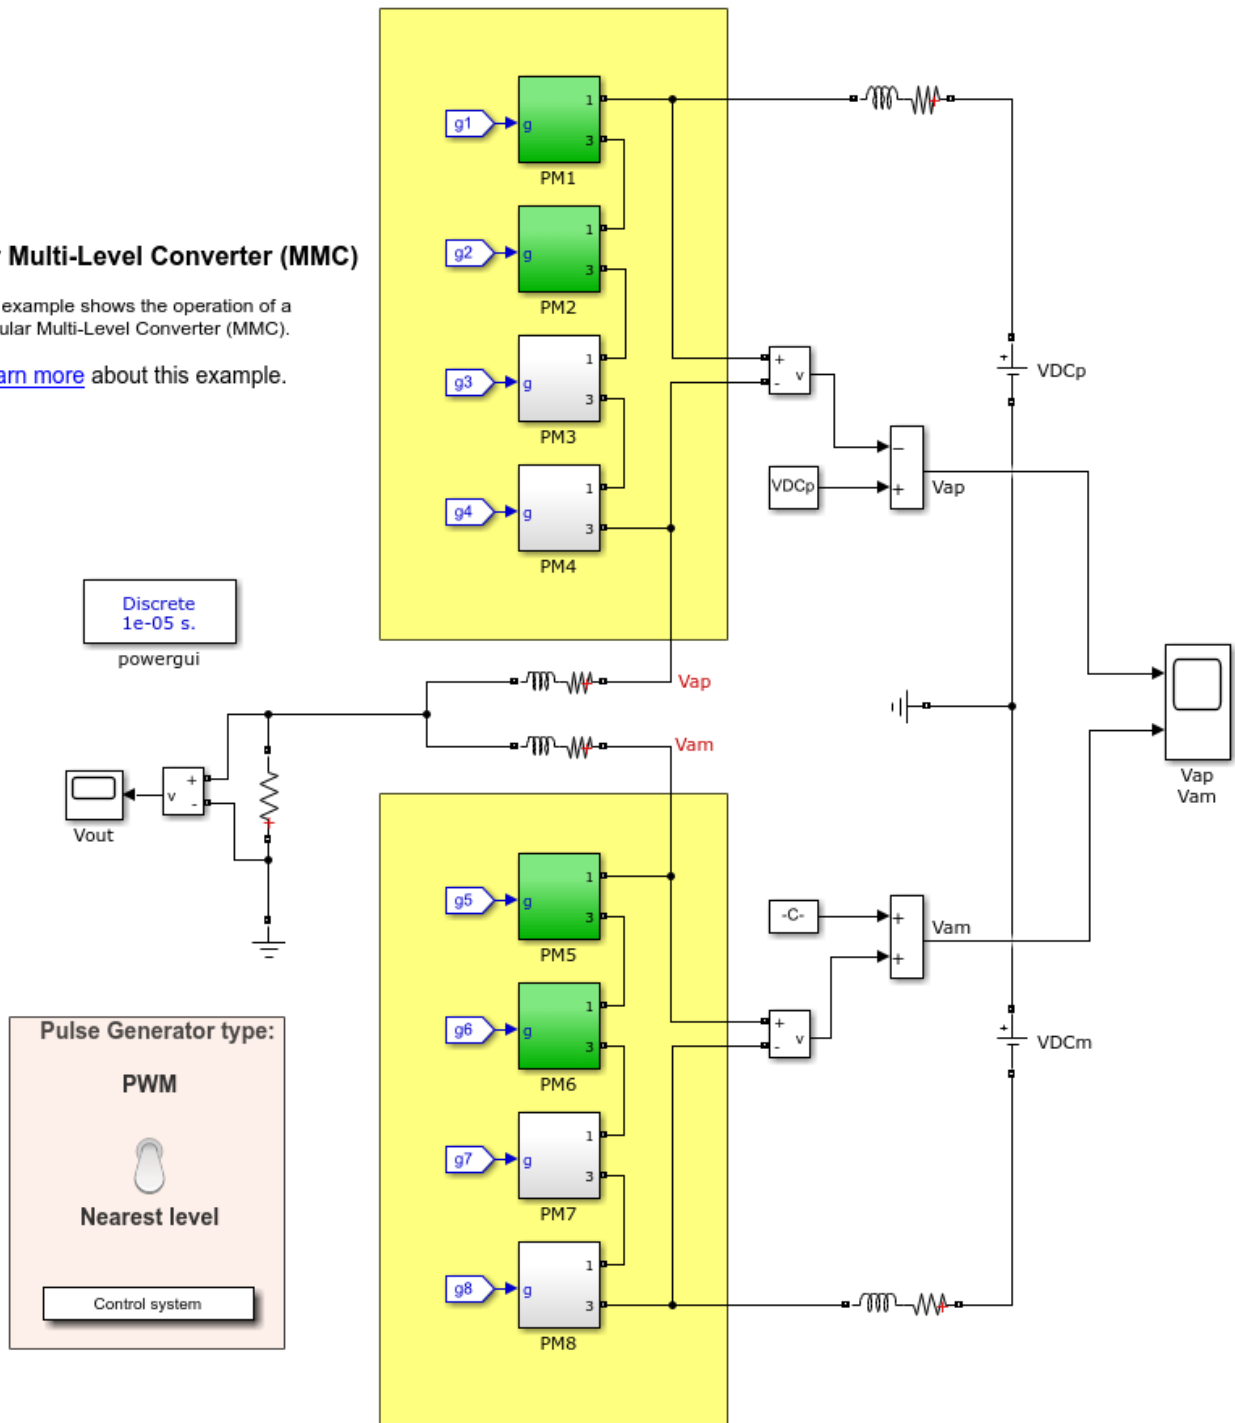 Multi-Level Converter (MMC)
example shows the operation of a
Multi-Level Converter (MMC).
more about this example.
g1
g
1
3
PM1
g2
g
1
3
PM2
g3
g
1
3
PM3
g4
g
1
3
PM4
+
-
v
VDCp
−
+
Vap
+
VDCp
Discrete
1e-05 s.
powergui
Vap
Vam
Vap
Vam
+
-
v
Vout
g5
g
1
3
PM5
g6
g
1
3
PM6
g7
g
1
3
PM7
g8
g
1
3
PM8
-C-
+
+
Vam
+
-
v
+
VDCm
Pulse Generator type:
PWM
Nearest level
Control system